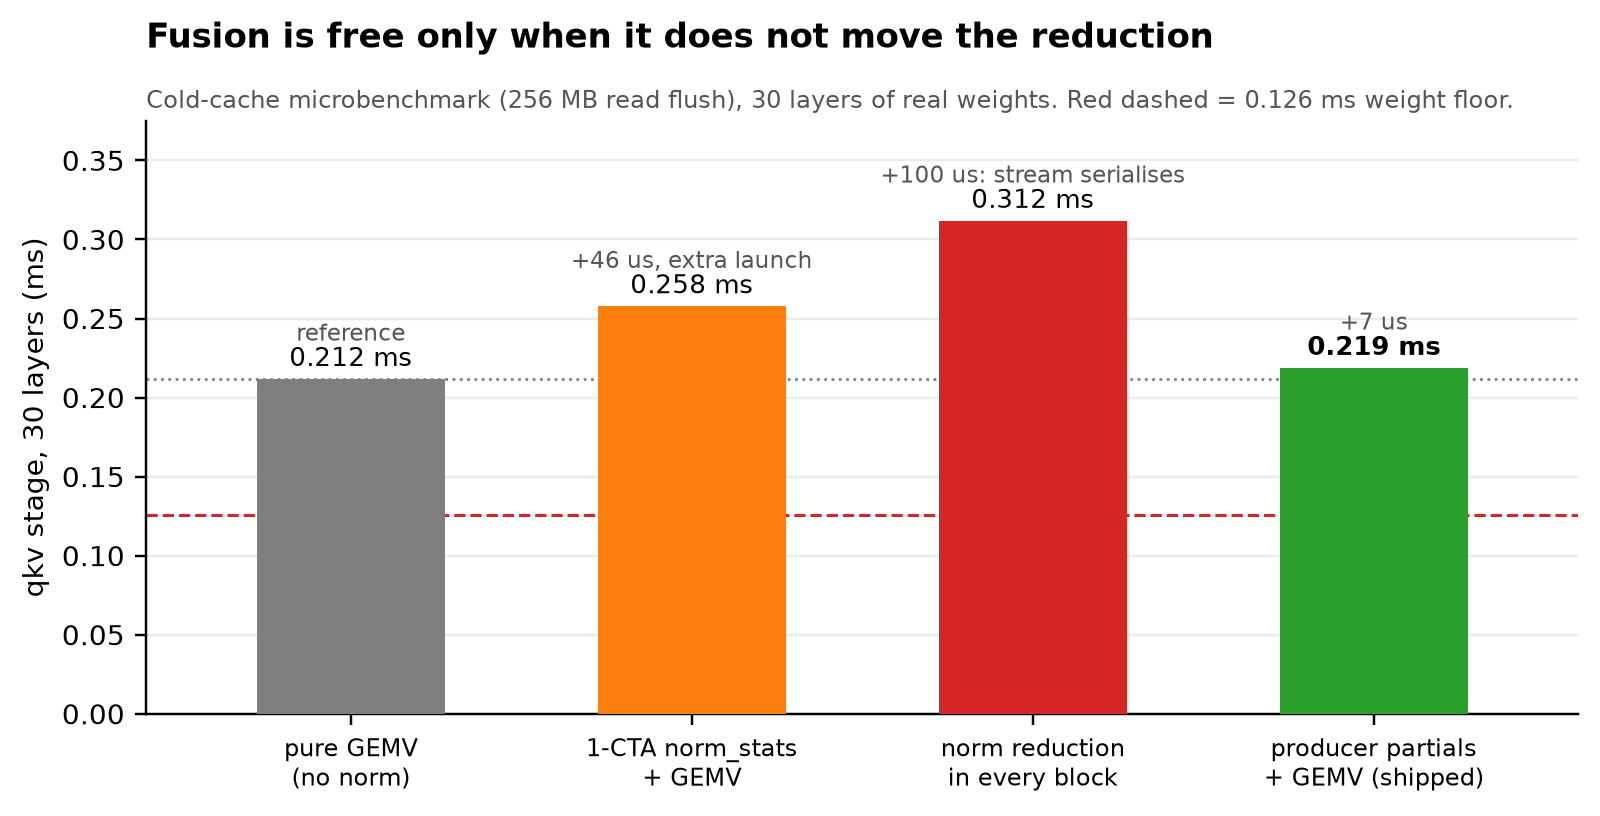 Fusion is free only when it does not move the reduction
Cold-cache microbenchmark (256 MB read flush), 30 layers of real weights. Red dashed = 0.126 ms weight floor.
qkv stage, 30 layers (ms)
0.35
0.30
0.25
0.20
0.15
0.10
0.05
0.00
reference
0.212 ms
+46 us, extra launch
0.258 ms
+100 us: stream serialises
0.312 ms
+7 us
0.219 ms
pure GEMV
(no norm)
1-CTA norm_stats
+ GEMV
norm reduction
in every block
producer partials
+ GEMV (shipped)